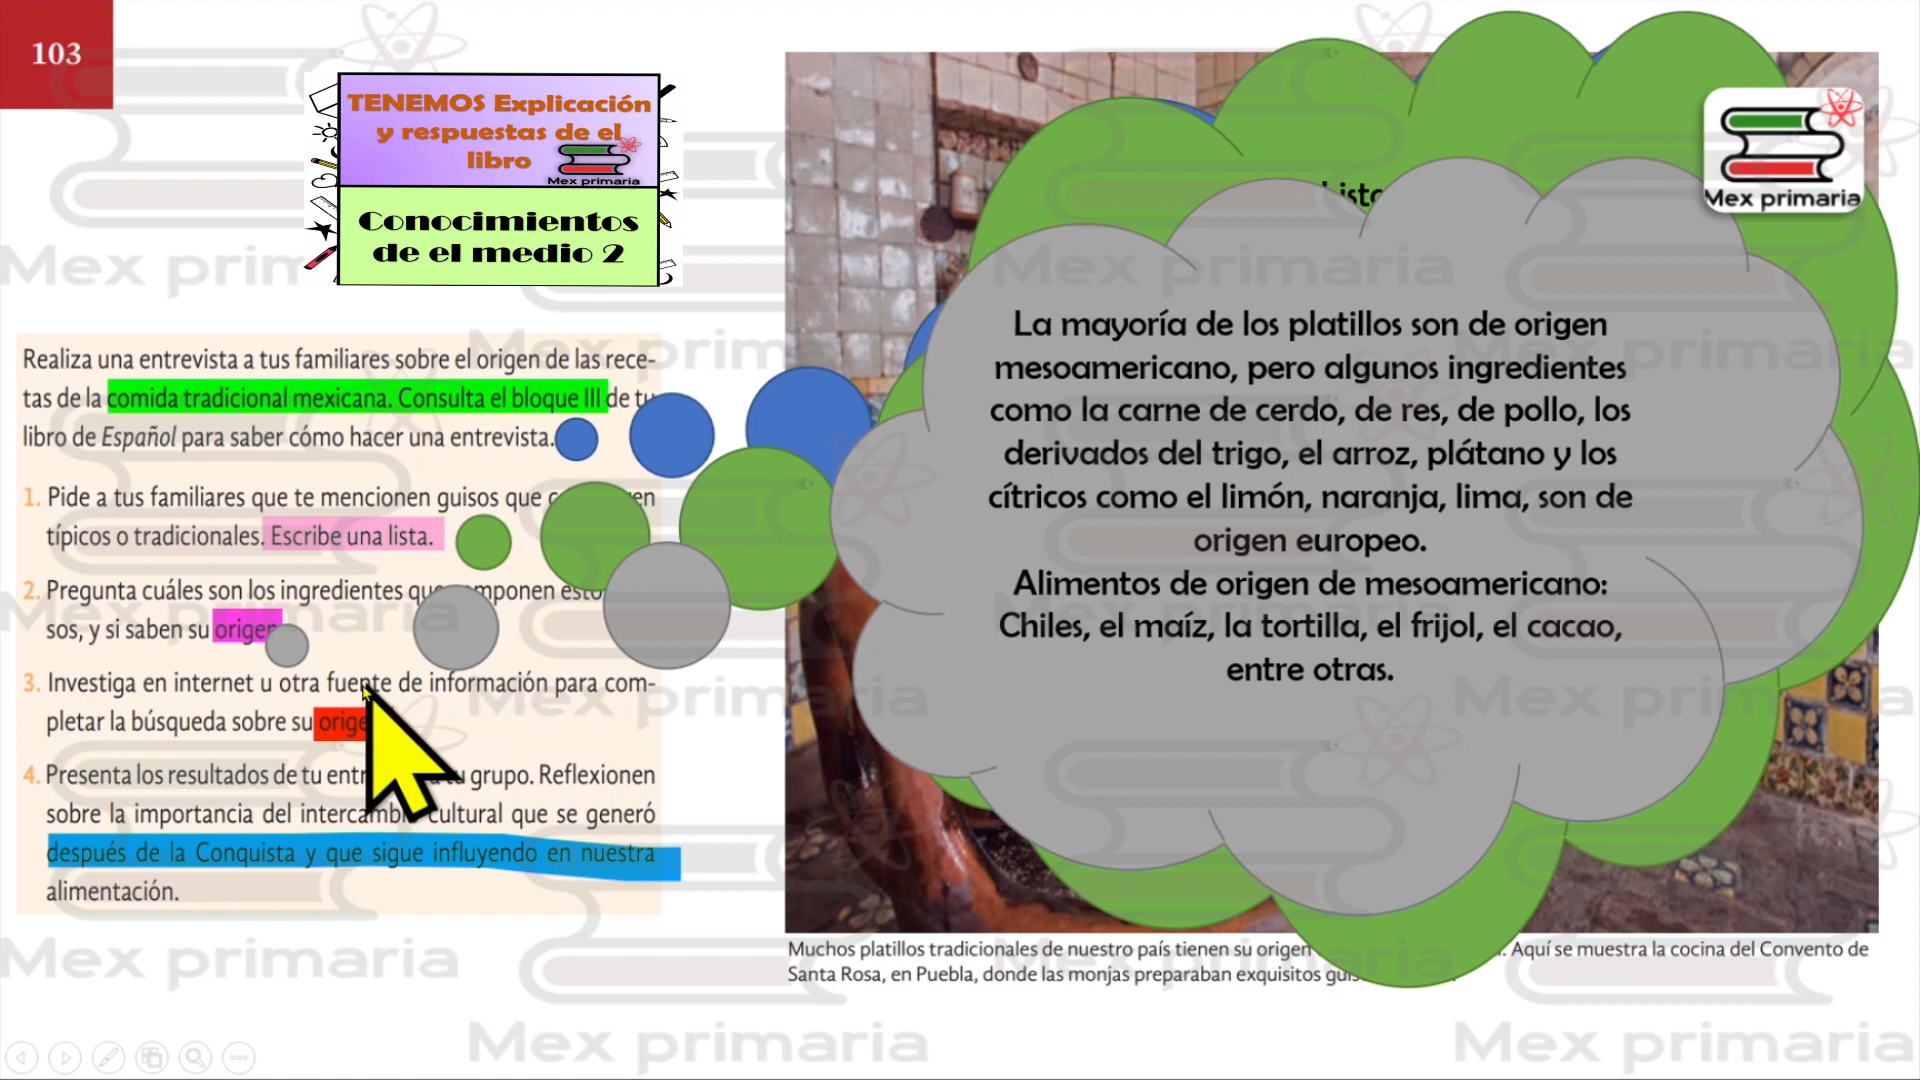 103
TENEMOS Explicación
y respuestas de el
libro
Mex primaria
Conocimientos
de el medio 2
Realiza una entrevista a tus familiares sobre el origen de las rece-
tas de la comida tradicional mexicana. Consulta el bloque III de tu
libro de Español para saber cómo hacer una entrevista.
1. Pide a tus familiares que te mencionen guisos que
típicos o tradicionales. Escribe una lista.
2. Pregunta cuáles son los ingredientes
sos, y si saben su origen
3. Investiga en internet u otra fuente de información para com-
pletar la búsqueda sobre su
4. Presenta los resultados de tu grupo. Reflexionen
sobre la importancia del intercambio cultural que se generó
después de la Conquista y que sigue influyendo en nuestra
alimentación.
Mex primaria
La mayoría de los platillos son de origen
mesoamericano, pero algunos ingredientes
como la carne de cerdo, de res, de pollo, los
derivados del trigo, el arroz, plátano y los
cítricos como el limón, naranja, lima, son de
origen europeo.
Alimentos de origen de mesoamericano:
Chiles, el maíz, la tortilla, el frijol, el cacao,
entre otras.
Muchos platillos tradicionales de nuestro país tienen su origen Aquí se muestra la cocina del Convento de
Santa Rosa, en Puebla, donde las monjas preparaban exquisitos
Mex primaria
Mex primaria
Mex primaria
Mex primaria